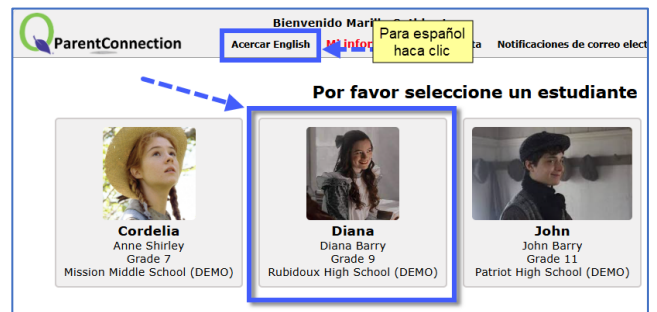 Bienvenido Marilla Cuthbert
ParentConnection
Acercar English
Para español
haca clic
Notificaciones de correo elect
Por favor seleccione un estudiante
Cordelia
Anne Shirley
Grade 7
Mission Middle School (DEMO)
Diana
Diana Barry
Grade 9
Rubidoux High School (DEMO)
John
John Barry
Grade 11
Patriot High School (DEMO)